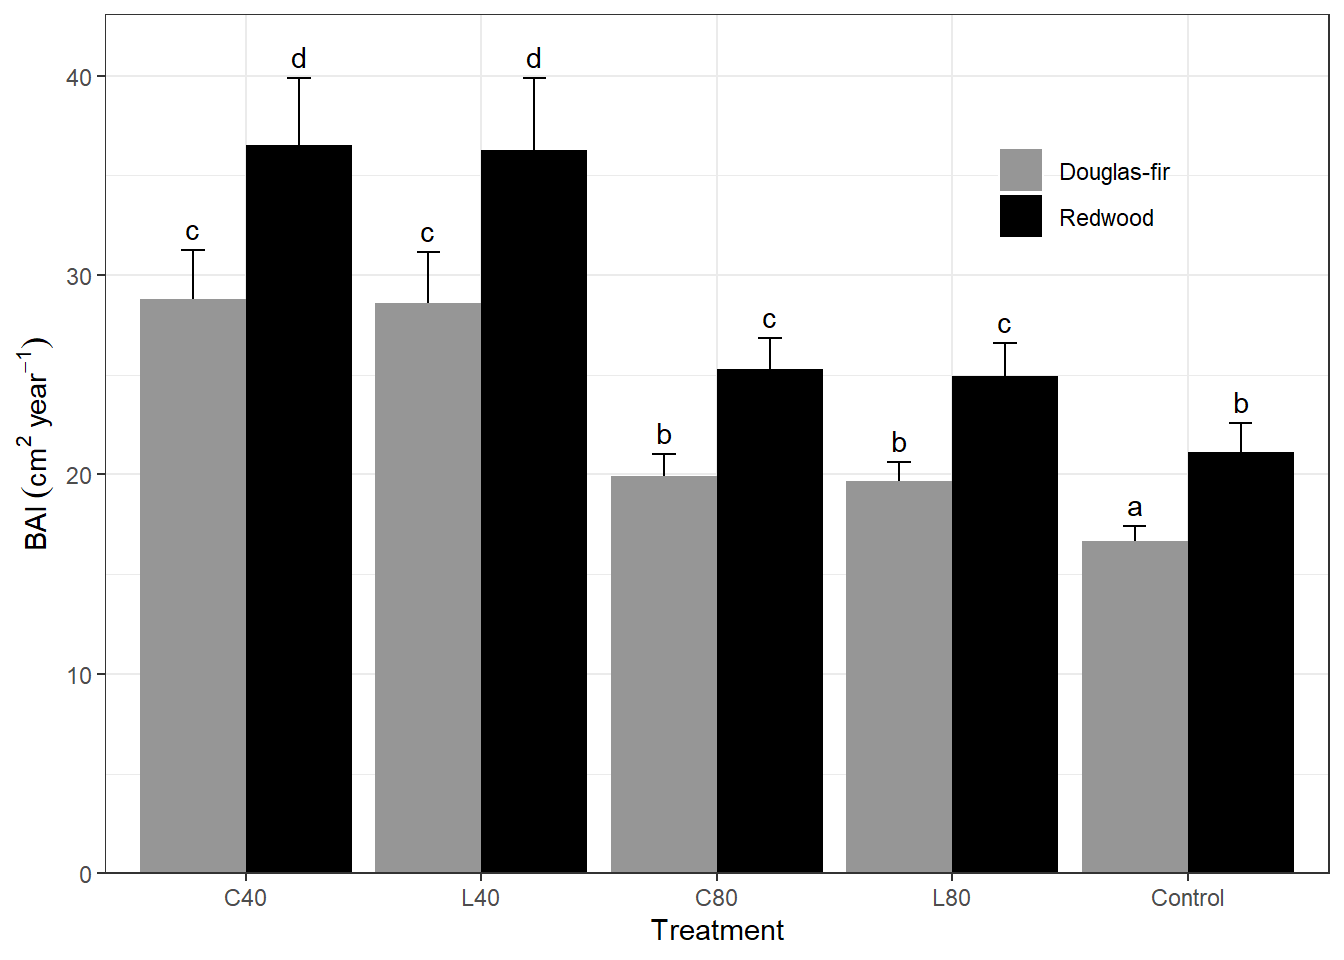 d
d
40
Douglas-fir
Redwood
c
c
30
c
c
b
b
b
a
20
10
0
BAI (cm² year⁻¹)
C40
L40
C80
L80
Control
Treatment